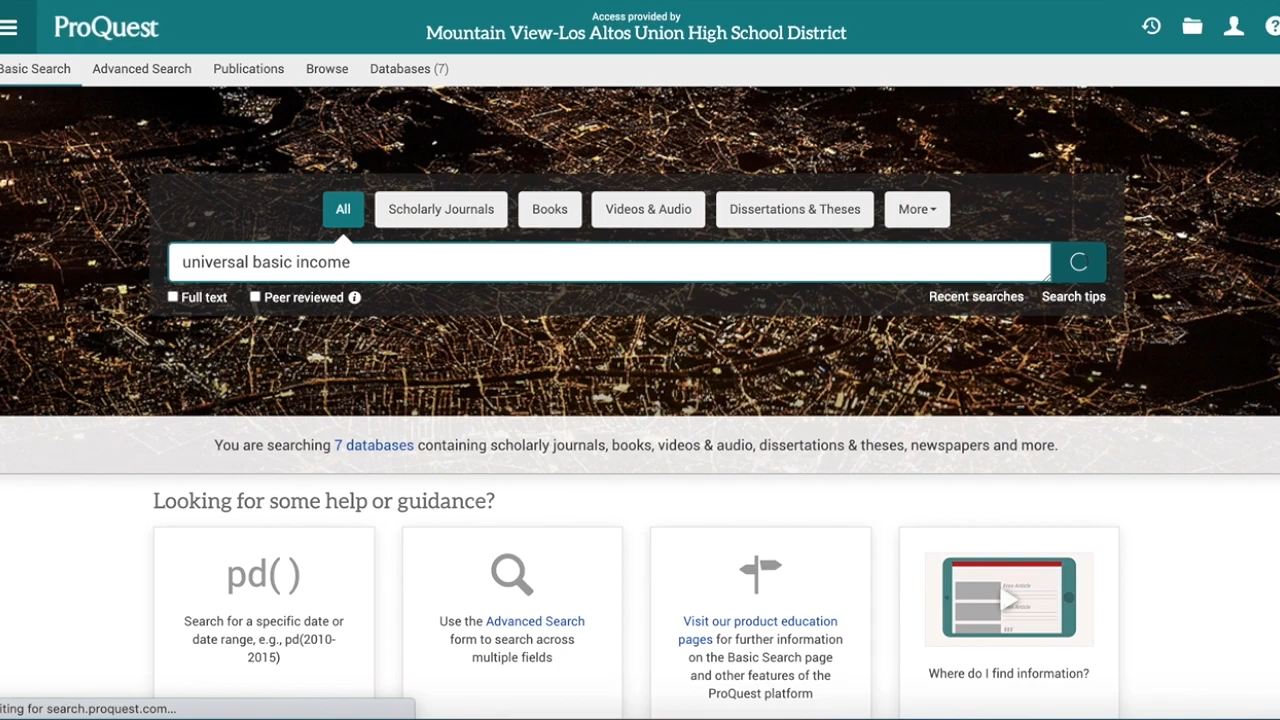 ProQuest
Access provided by
Mountain View-Los Altos Union High School District
Basic Search Advanced Search Publications Browse Databases (7)
All Scholarly Journals Books Videos & Audio Dissertations & Theses More
universal basic income
Full text Peer reviewed Recent searches Search tips
You are searching 7 databases containing scholarly journals, books, videos & audio, dissertations & theses, newspapers and more.
Looking for some help or guidance?
pd( )
Search for a specific date or
date range, e.g., pd(2010-
2015)
Use the Advanced Search
form to search across
multiple fields
Visit our product education
pages for further information
on the Basic Search page
and other features of the
ProQuest platform
Where do I find information?
iting for search.proquest.com...